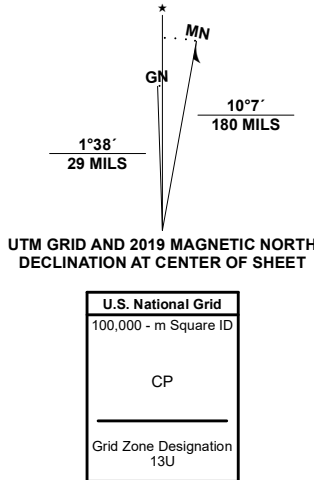 ★
MN
GN
10°7´
180 MILS
1°38´
29 MILS
UTM GRID AND 2019 MAGNETIC NORTH
DECLINATION AT CENTER OF SHEET
U.S. National Grid
100,000 - m Square ID
CP
Grid Zone Designation
13U